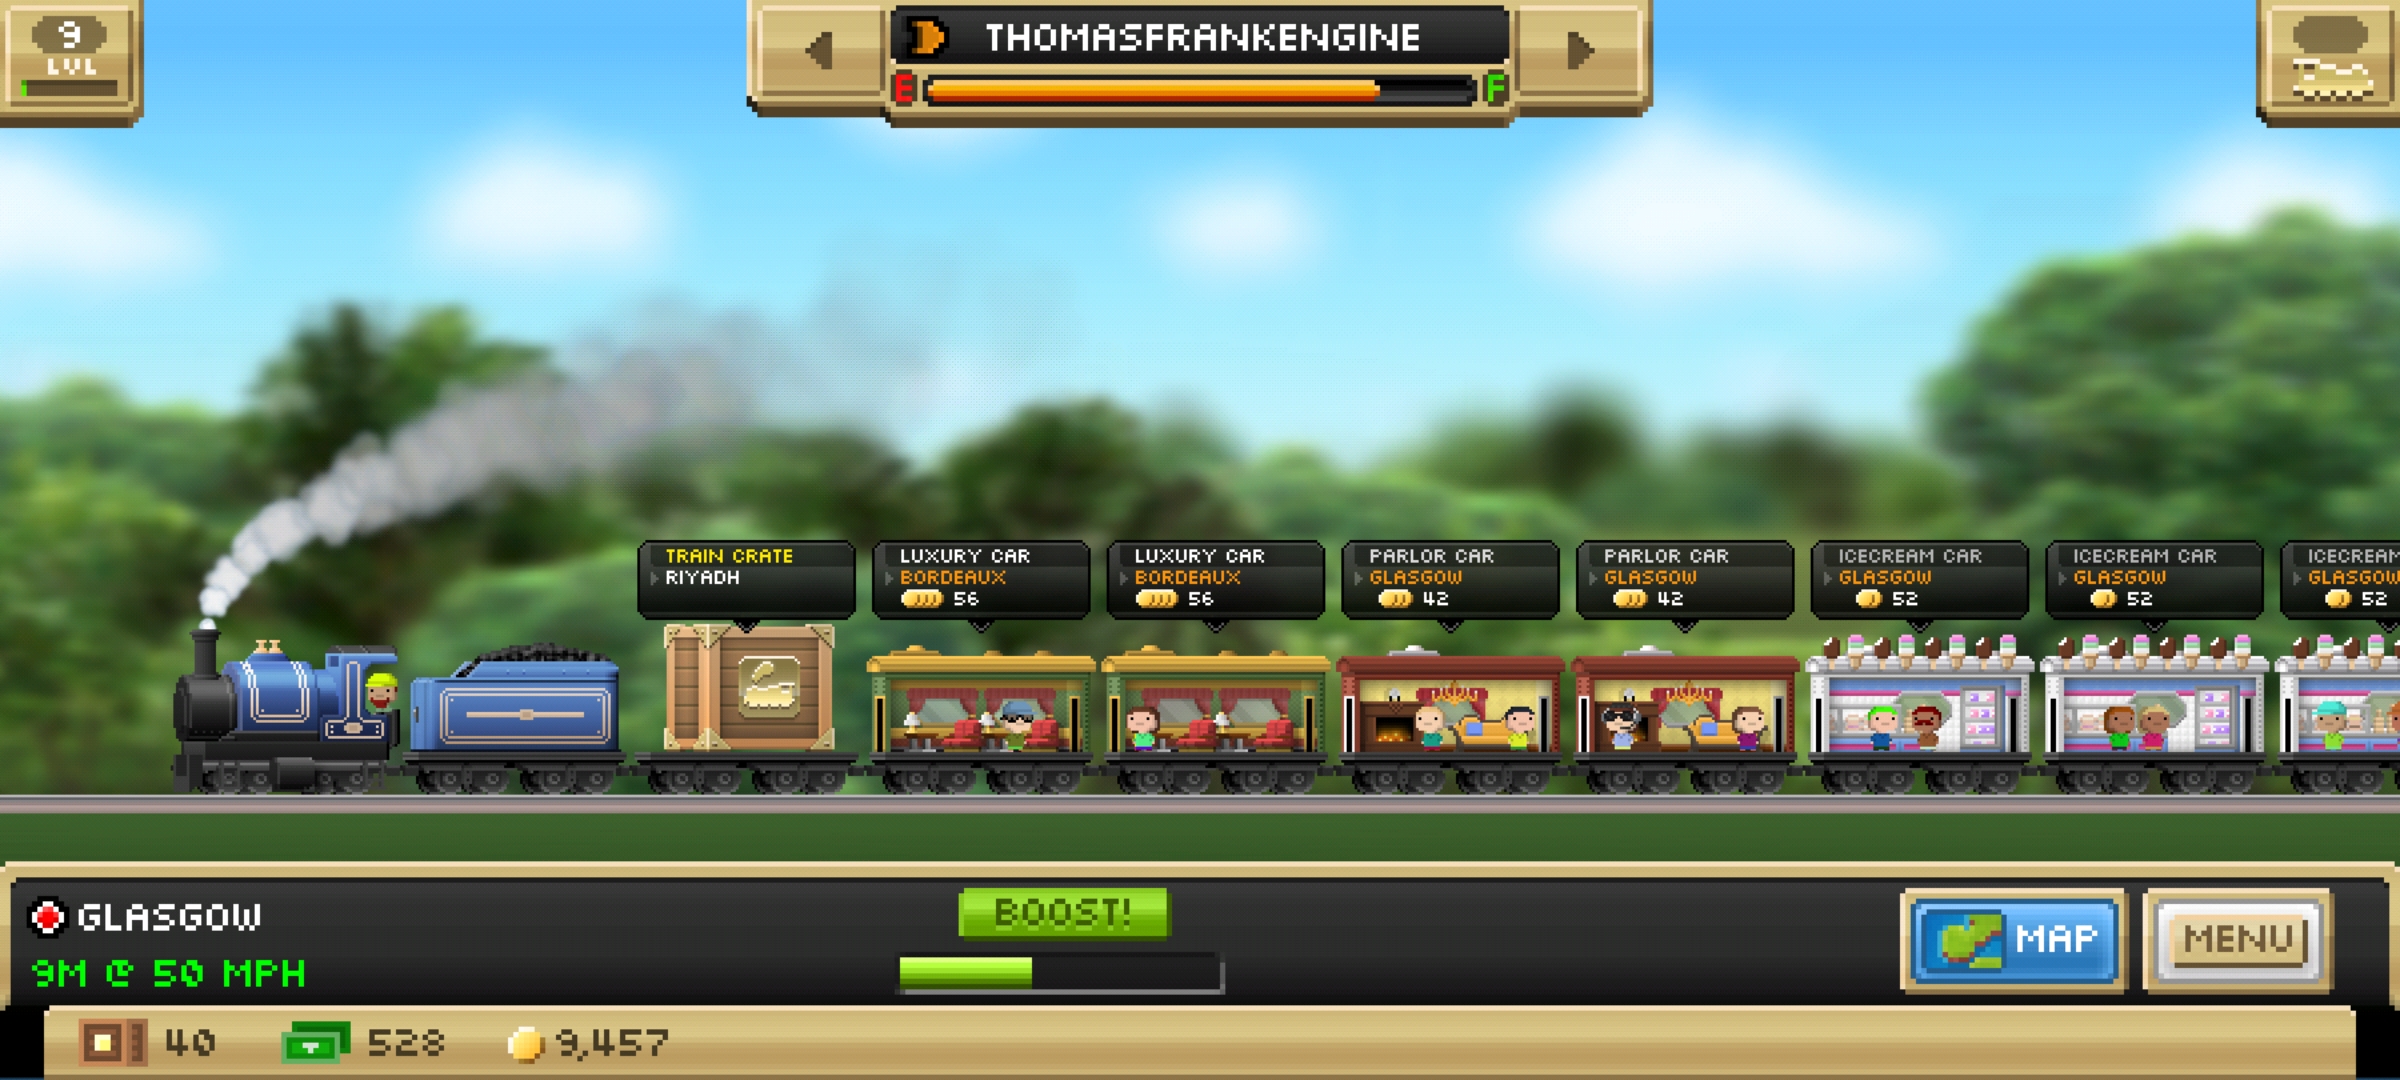 9
LVL
THOMASFRANKENGINE
E F
TRAIN CRATE
RIYADH
LUXURY CAR
BORDEAUX
56
LUXURY CAR
BORDEAUX
56
PARLOR CAR
GLASGOW
42
PARLOR CAR
GLASGOW
42
ICECREAM CAR
GLASGOW
52
ICECREAM CAR
GLASGOW
52
ICECREAM
GLASGOW
52
GLASGOW
9M @ 50 MPH
BOOST!
MAP
MENU
40
528
9,457